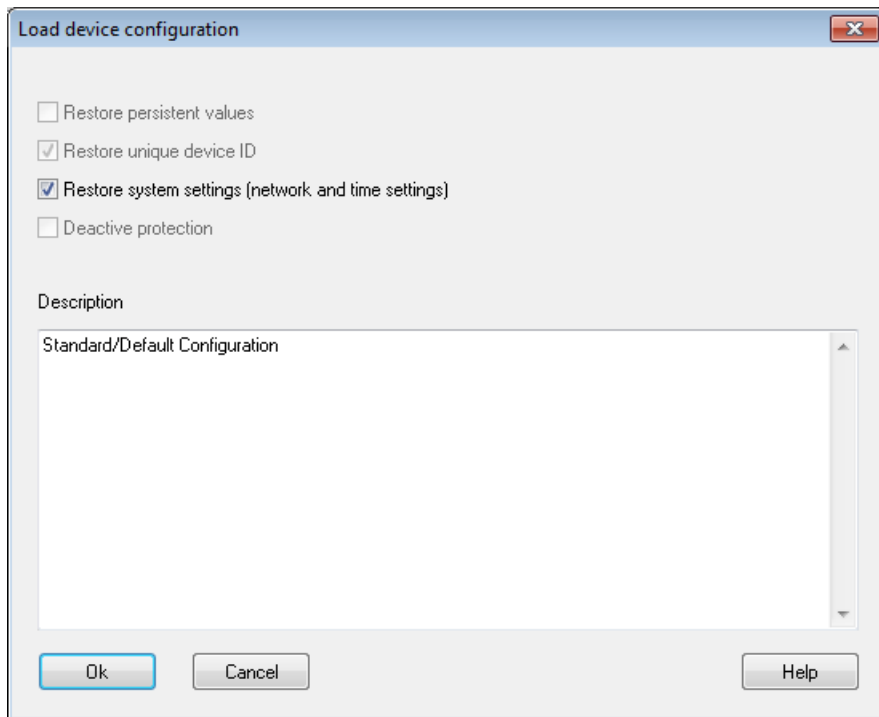 Load device configuration
Restore persistent values
Restore unique device ID
Restore system settings (network and time settings)
Deactive protection
Description
Standard/Default Configuration
Ok Cancel Help